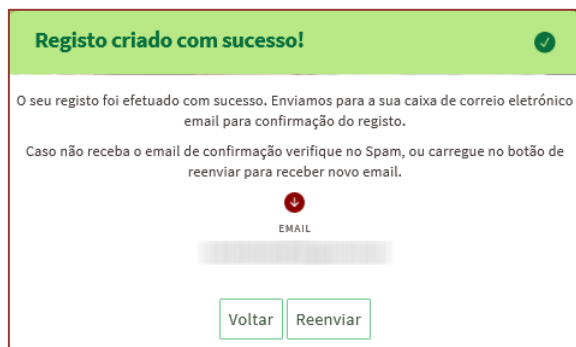 Registo criado com sucesso!
O seu registo foi efetuado com sucesso. Enviamos para a sua caixa de correio eletrónico
email para confirmação do registo.
Caso não receba o email de confirmação verifique no Spam, ou carregue no botão de
reenviar para receber novo email.
EMAIL
Voltar Reenviar